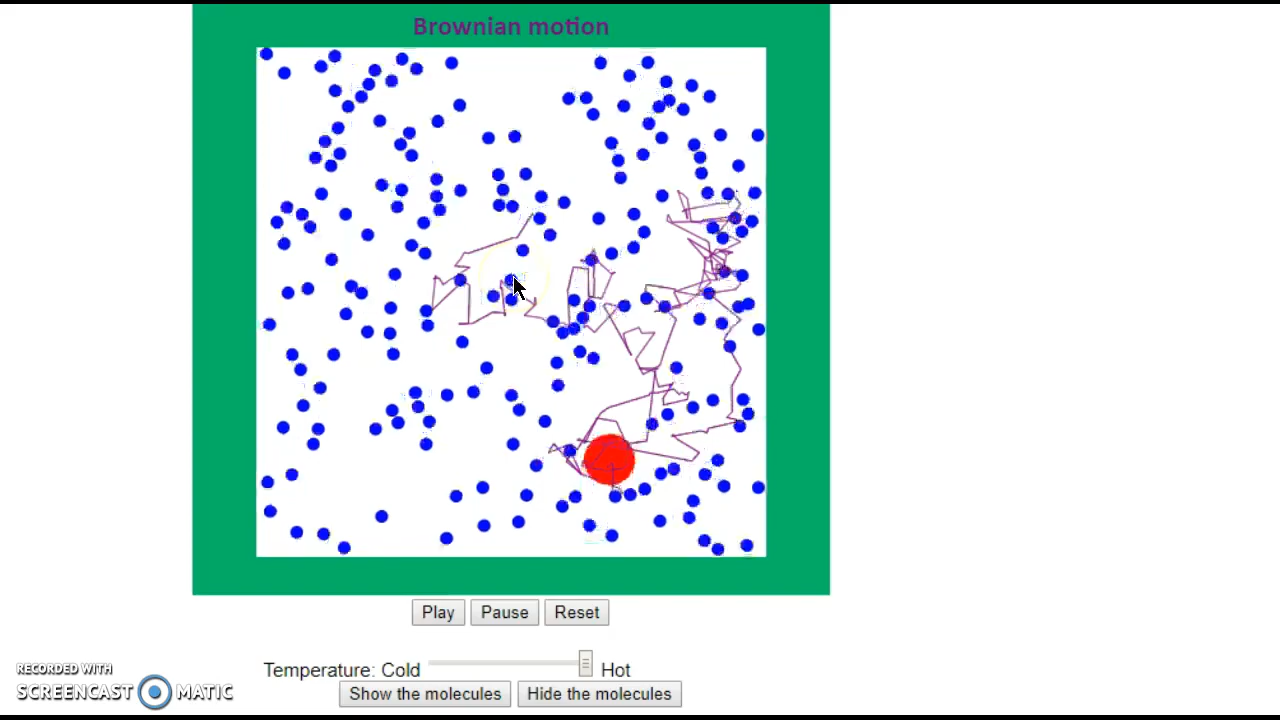 Brownian motion
Play Pause Reset
Temperature: Cold Hot
Show the molecules Hide the molecules
RECORDED WITH
SCREENCAST MATIC